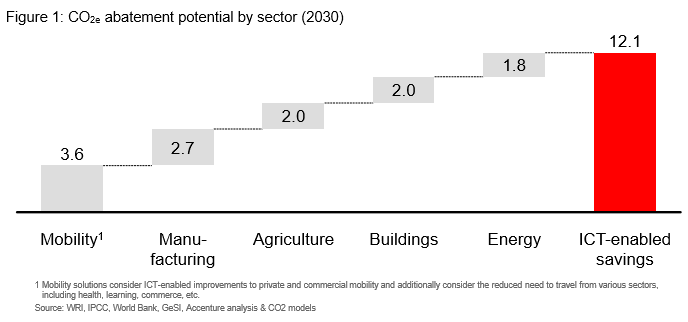 Figure 1: CO₂ₑ abatement potential by sector (2030)
12.1
1.8
2.0
2.0
2.7
3.6
Mobility¹
Manu-
facturing
Agriculture
Buildings
Energy
ICT-enabled
savings
1 Mobility solutions consider ICT-enabled improvements to private and commercial mobility and additionally consider the reduced need to travel from various sectors,
including health, learning, commerce, etc.
Source: WRI, IPCC, World Bank, GeSI, Accenture analysis & CO2 models